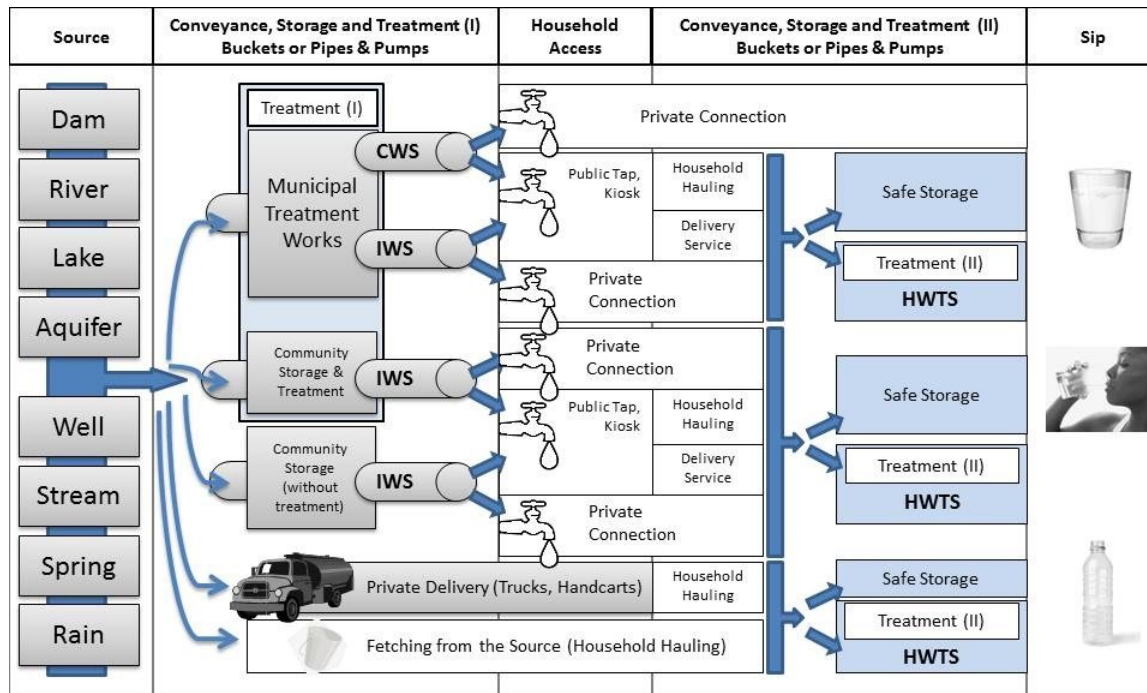 Source
Conveyance, Storage and Treatment (I)
Buckets or Pipes & Pumps
Household
Access
Conveyance, Storage and Treatment (II)
Buckets or Pipes & Pumps
Sip
Dam
River
Lake
Aquifer
Well
Stream
Spring
Rain
Treatment (I)
Municipal
Treatment
Works
CWS
IWS
Community
Storage &
Treatment
IWS
Community
Storage
(without
treatment)
IWS
Private Delivery (Trucks, Handcarts)
Household
Hauling
Fetching from the Source (Household Hauling)
Private Connection
Public Tap,
Kiosk
Household
Hauling
Delivery
Service
Private
Connection
Private
Connection
Public Tap,
Kiosk
Household
Hauling
Delivery
Service
Private
Connection
Safe Storage
Treatment (II)
HWTS
Safe Storage
Treatment (II)
HWTS
Safe Storage
Treatment (II)
HWTS